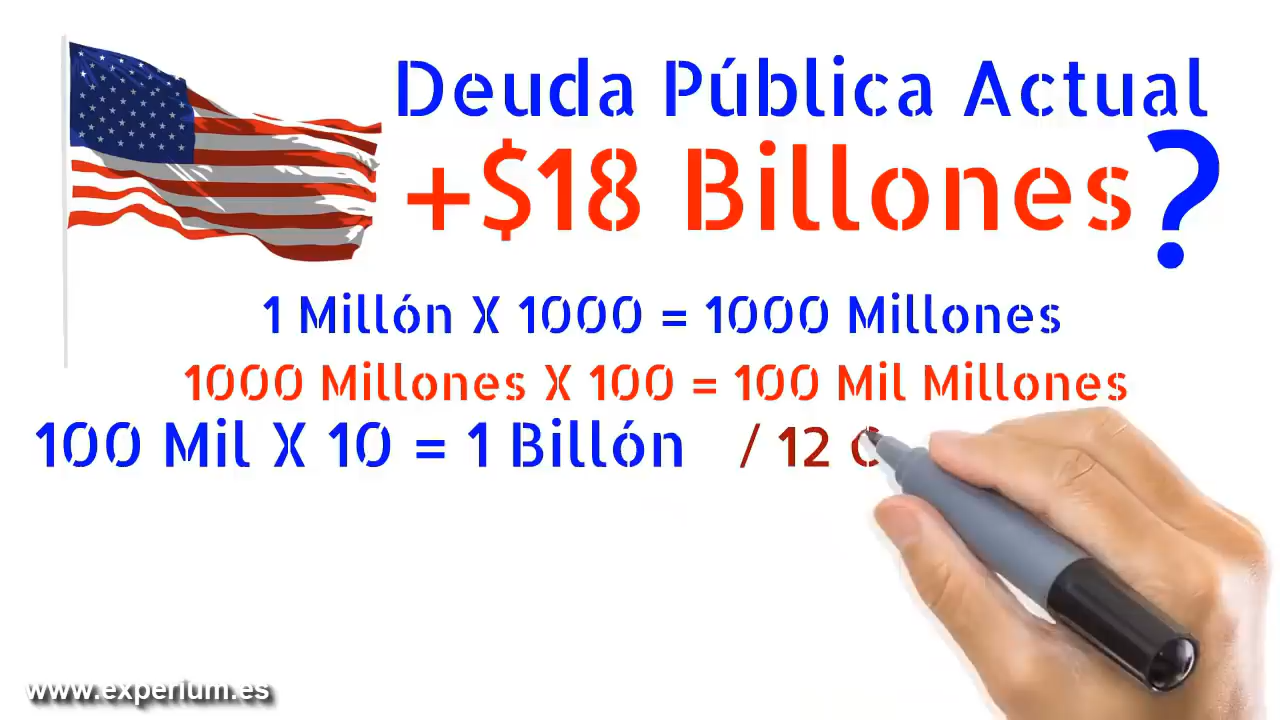 Deuda Pública Actual
+$18 Billones?
1 Millón X 1000 = 1000 Millones
1000 Millones X 100 = 100 Mil Millones
100 Mil X 10 = 1 Billón / 12
www.experium.es